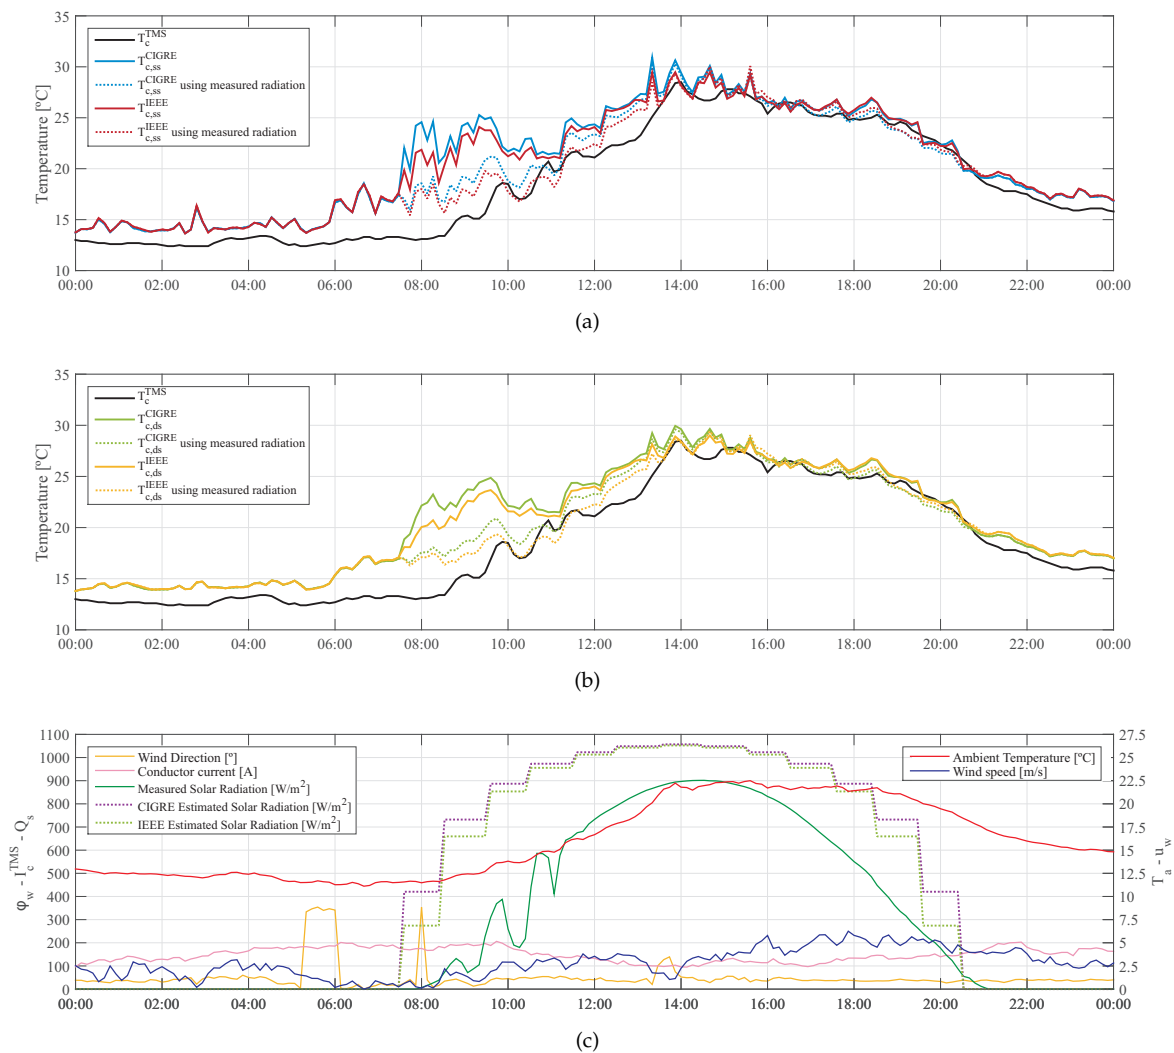 35
30
25
20
15
10
Temperature [ºC]
T_c^TMS
T_c,ss^CIGRE
T_c,ss^CIGRE using measured radiation
T_c,ss^IEEE
T_c,ss^IEEE using measured radiation
00:00 02:00 04:00 06:00 08:00 10:00 12:00 14:00 16:00 18:00 20:00 22:00 00:00
(a)
35
30
25
20
15
10
Temperature [ºC]
T_c^TMS
T_c,ds^CIGRE
T_c,ds^CIGRE using measured radiation
T_c,ds^IEEE
T_c,ds^IEEE using measured radiation
00:00 02:00 04:00 06:00 08:00 10:00 12:00 14:00 16:00 18:00 20:00 22:00 00:00
(b)
1100
1000
900
800
700
600
500
400
300
200
100
0
φ_w - I_c^TMS - Q_s
Wind Direction [º]
Conductor current [A]
Measured Solar Radiation [W/m²]
CIGRE Estimated Solar Radiation [W/m²]
IEEE Estimated Solar Radiation [W/m²]
Ambient Temperature [ºC]
Wind speed [m/s]
27.5
25
22.5
20
17.5
15
12.5
10
7.5
5
2.5
0
T_a - u_w
00:00 02:00 04:00 06:00 08:00 10:00 12:00 14:00 16:00 18:00 20:00 22:00 00:00
(c)